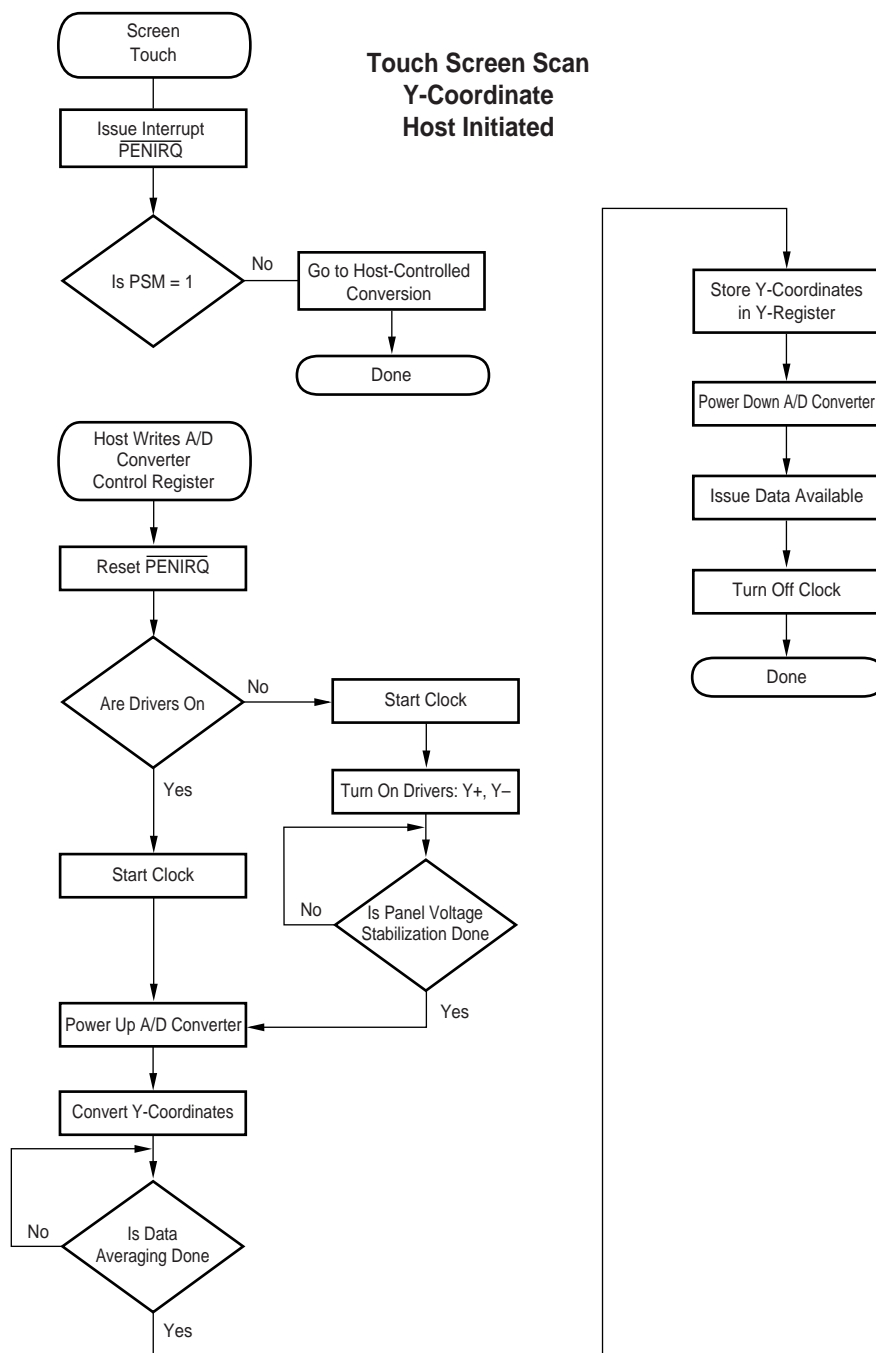 Screen
Touch
Touch Screen Scan
Y-Coordinate
Host Initiated
Issue Interrupt
PENIRQ
Is PSM = 1
No
Go to Host-Controlled
Conversion
Done
Host Writes A/D
Converter
Control Register
Reset PENIRQ
Are Drivers On
No
Start Clock
Yes
Turn On Drivers: Y+, Y–
Start Clock
No
Is Panel Voltage
Stabilization Done
Yes
Power Up A/D Converter
Convert Y-Coordinates
No
Is Data
Averaging Done
Yes
Store Y-Coordinates
in Y-Register
Power Down A/D Converter
Issue Data Available
Turn Off Clock
Done